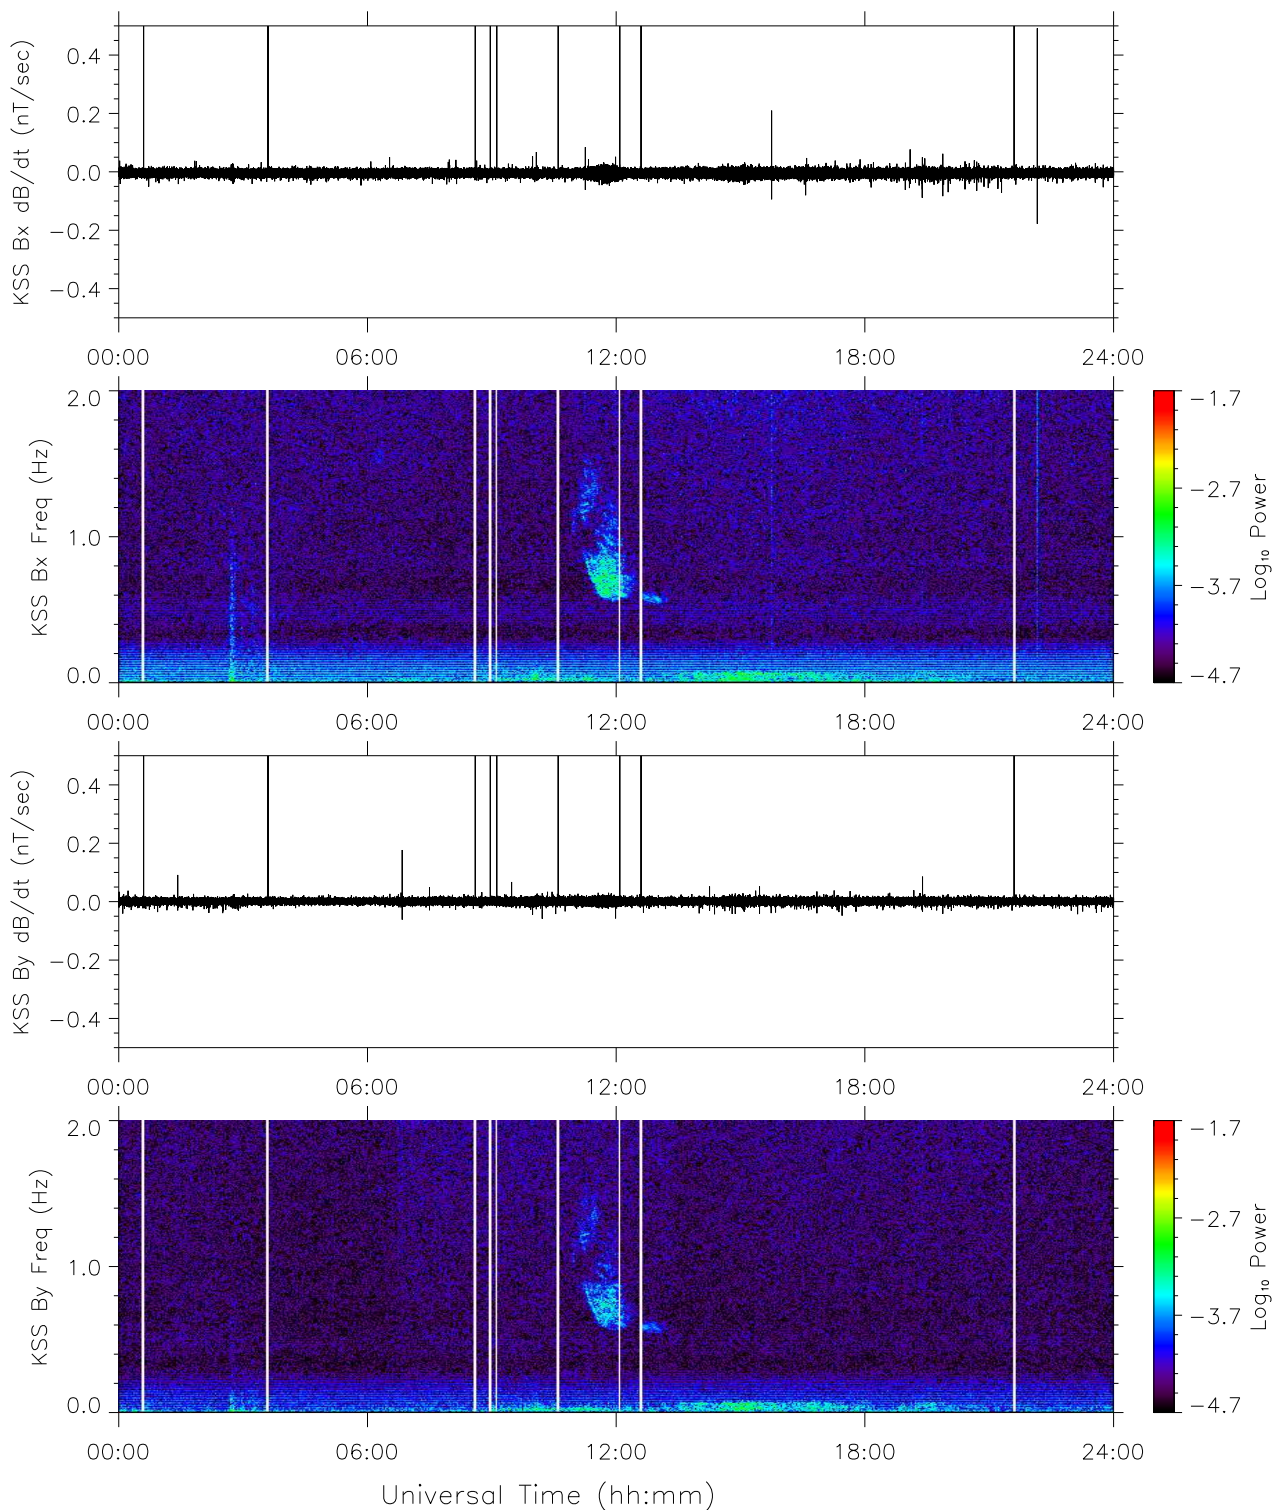 KSS Bx dB/dt (nT/sec)
0.4
0.2
0.0
−0.2
−0.4
00:00 06:00 12:00 18:00 24:00
KSS Bx Freq (Hz)
2.0
1.0
0.0
−1.7
−2.7
−3.7
−4.7
Log₁₀ Power
00:00 06:00 12:00 18:00 24:00
KSS By dB/dt (nT/sec)
0.4
0.2
0.0
−0.2
−0.4
00:00 06:00 12:00 18:00 24:00
KSS By Freq (Hz)
2.0
1.0
0.0
−1.7
−2.7
−3.7
−4.7
Log₁₀ Power
00:00 06:00 12:00 18:00 24:00
Universal Time (hh:mm)